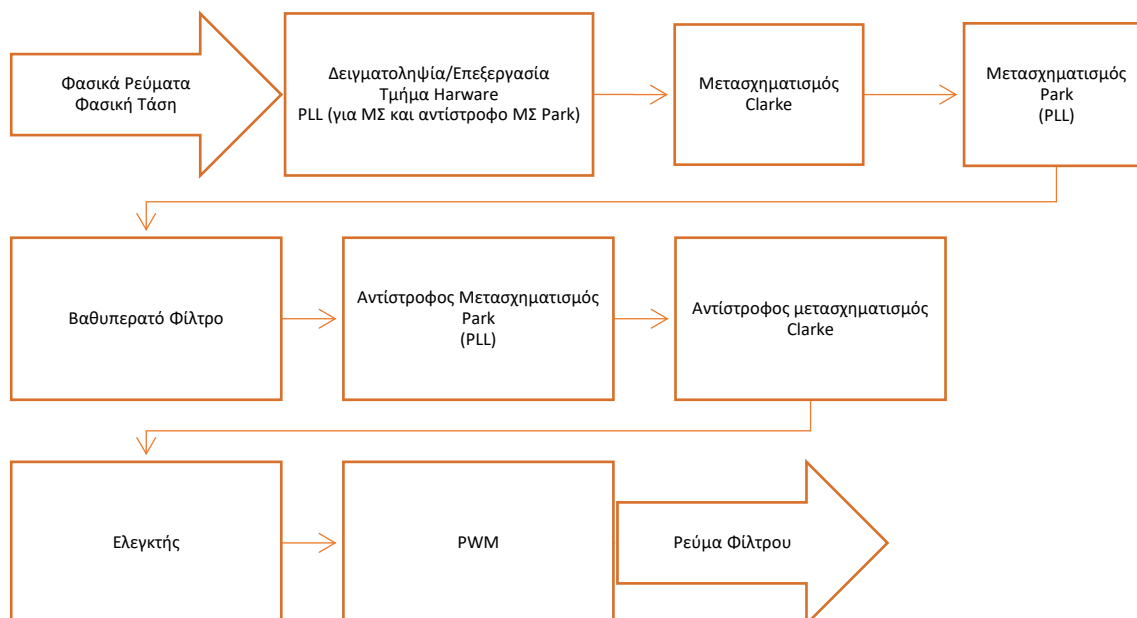 Φασικά Ρεύματα
Φασική Τάση
Δειγματοληψία/Επεξεργασία
Τμήμα Harware
PLL (για ΜΣ και αντίστροφο ΜΣ Park)
Μετασχηματισμός
Clarke
Μετασχηματισμός
Park
(PLL)
Βαθυπερατό Φίλτρο
Αντίστροφος Μετασχηματισμός
Park
(PLL)
Αντίστροφος μετασχηματισμός
Clarke
Ελεγκτής
PWM
Ρεύμα Φίλτρου